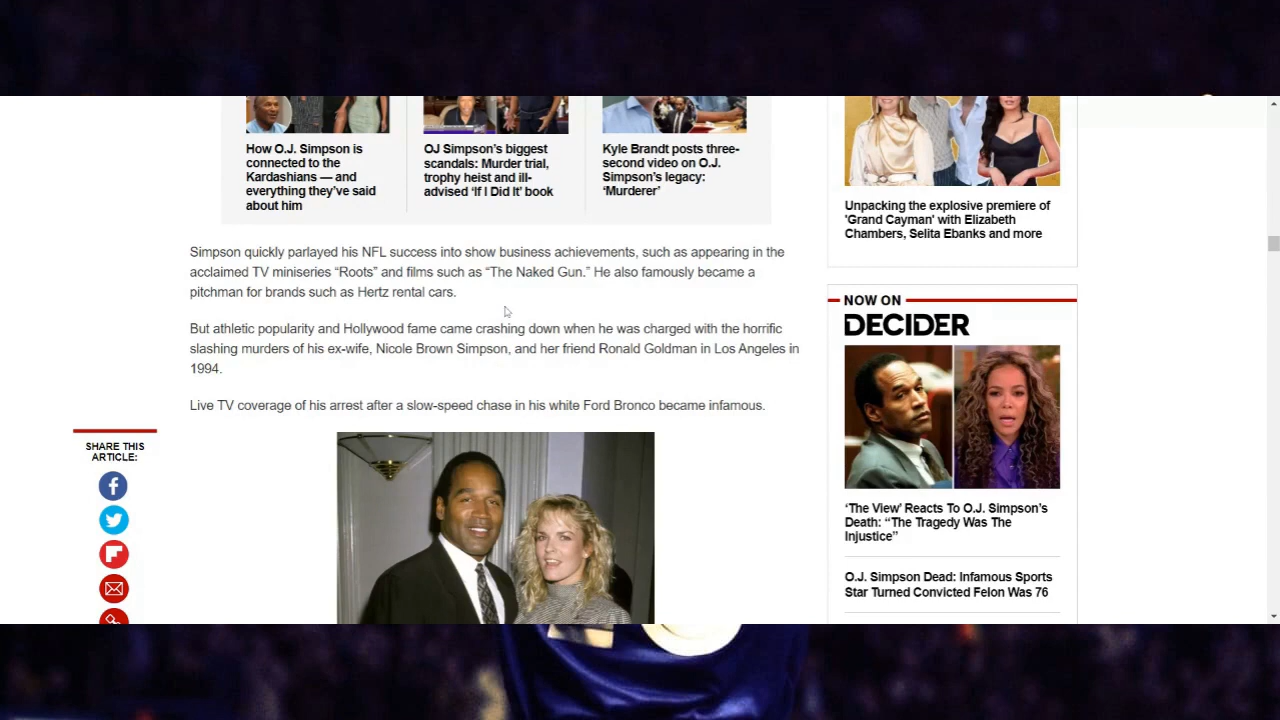 How O.J. Simpson is
connected to the
Kardashians — and
everything they've said
about him
OJ Simpson's biggest
scandals: Murder trial,
trophy heist and ill-
advised 'If I Did It' book
Kyle Brandt posts three-
second video on O.J.
Simpson's legacy:
'Murderer'
Simpson quickly parlayed his NFL success into show business achievements, such as appearing in the
acclaimed TV miniseries “Roots” and films such as “The Naked Gun.” He also famously became a
pitchman for brands such as Hertz rental cars.
But athletic popularity and Hollywood fame came crashing down when he was charged with the horrific
slashing murders of his ex-wife, Nicole Brown Simpson, and her friend Ronald Goldman in Los Angeles in
1994.
Live TV coverage of his arrest after a slow-speed chase in his white Ford Bronco became infamous.
SHARE THIS
ARTICLE:
Unpacking the explosive premiere of
'Grand Cayman' with Elizabeth
Chambers, Selita Ebanks and more
NOW ON
DECIDER
‘The View’ Reacts To O.J. Simpson’s
Death: “The Tragedy Was The
Injustice”
O.J. Simpson Dead: Infamous Sports
Star Turned Convicted Felon Was 76